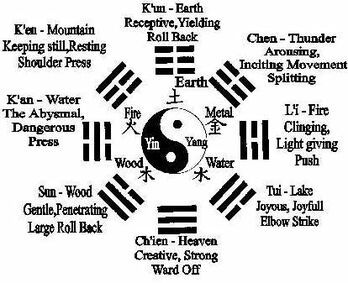 K'un - Earth
Receptive,Yielding
Roll Back
K'en - Mountain
Keeping still,Resting
Shoulder Press
Chen - Thunder
Arousing,
Inciting Movement
Splitting
Earth
土
K'an - Water
The Abysmal,
Dangerous
Press
Fire
火
Metal
金
L'i - Fire
Clinging,
Light giving
Push
Yin
Yang
Wood
木
Water
水
Sun - Wood
Gentle,Penetrating
Large Roll Back
Tui - Lake
Joyous, Joyfull
Elbow Strike
Ch'ien - Heaven
Creative, Strong
Ward Off